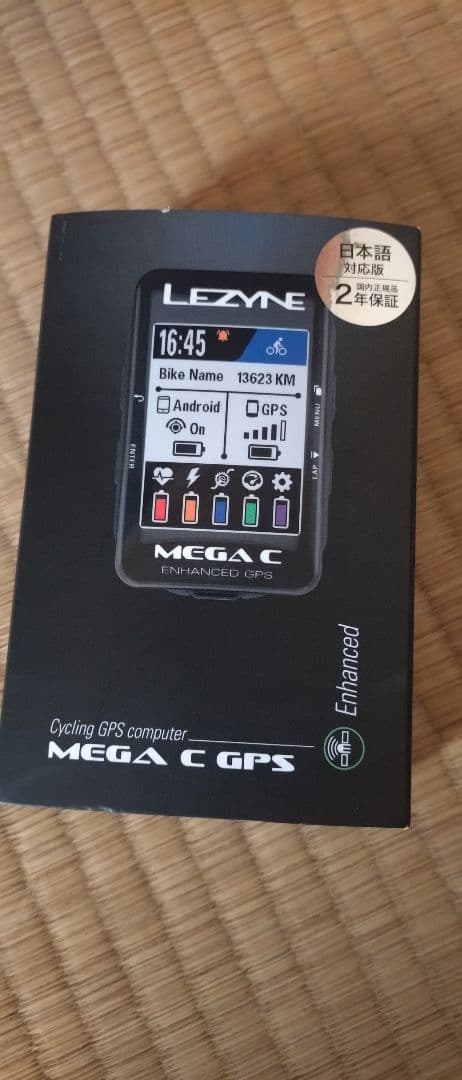 日本語
対応版
国内正規品
2年保証
LEZYNE
16:45
Bike Name 13623 KM
Android
GPS
On
MENU
ENTER
LAP
MEGA C
ENHANCED GPS
Enhanced
Cycling GPS computer
MEGA C GPS